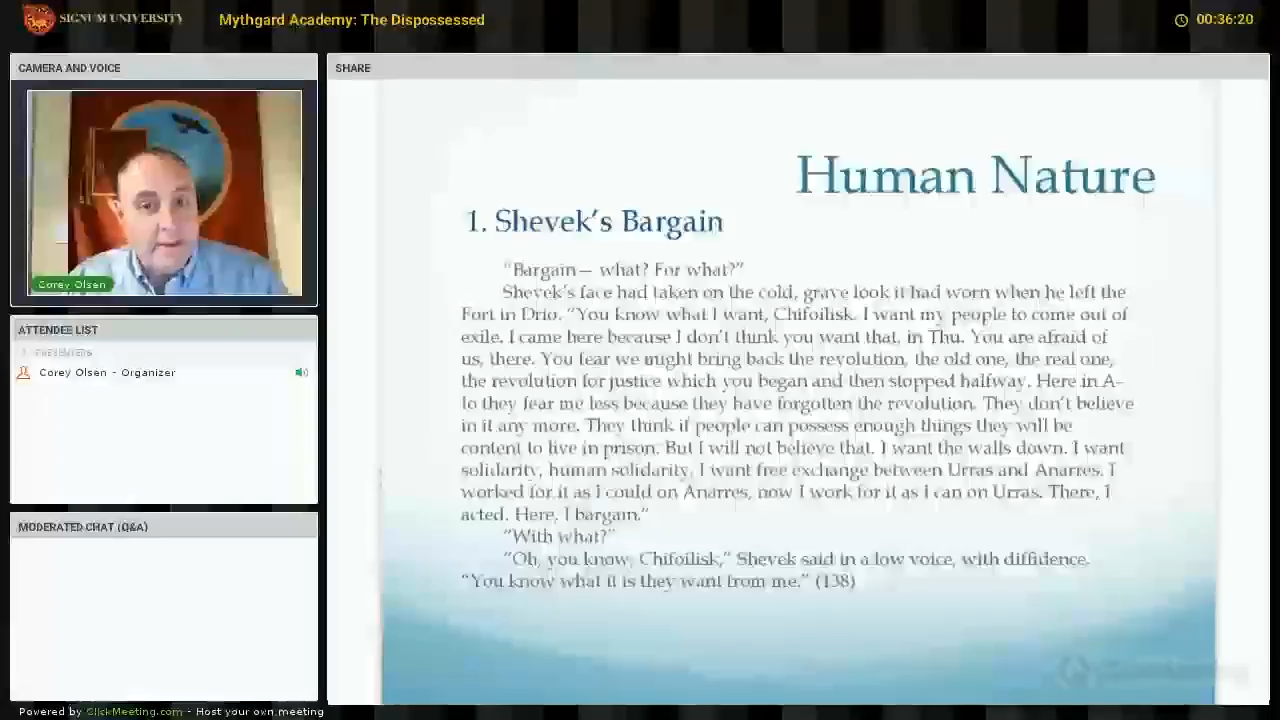 SIGNUM UNIVERSITY
Mythgard Academy: The Dispossessed
00:36:20
CAMERA AND VOICE
Corey Olsen
ATTENDEE LIST
PRESENTERS
Corey Olsen - Organizer
MODERATED CHAT (Q&A)
SHARE
Human Nature
1. Shevek's Bargain
"Bargain— what? For what?"
Shevek's face had taken on the cold, grave look it had worn when he left the
Fort in Drio. "You know what I want, Chifoilisk. I want my people to come out of
exile. I came here because I don't think you want that, in Thu. You are afraid of
us, there. You fear we might bring back the revolution, the old one, the real one,
the revolution for justice which you began and then stopped halfway. Here in A-
Io they fear me less because they have forgotten the revolution. They don't believe
in it any more. They think if people can possess enough things they will be
content to live in prison. But I will not believe that. I want the walls down. I want
solidarity, human solidarity. I want free exchange between Urras and Anarres. I
worked for it as I could on Anarres, now I work for it as I can on Urras. There, I
acted. Here, I bargain."
"With what?"
"Oh, you know, Chifoilisk," Shevek said in a low voice, with diffidence.
"You know what it is they want from me." (138)
Powered by ClickMeeting.com - Host your own meeting